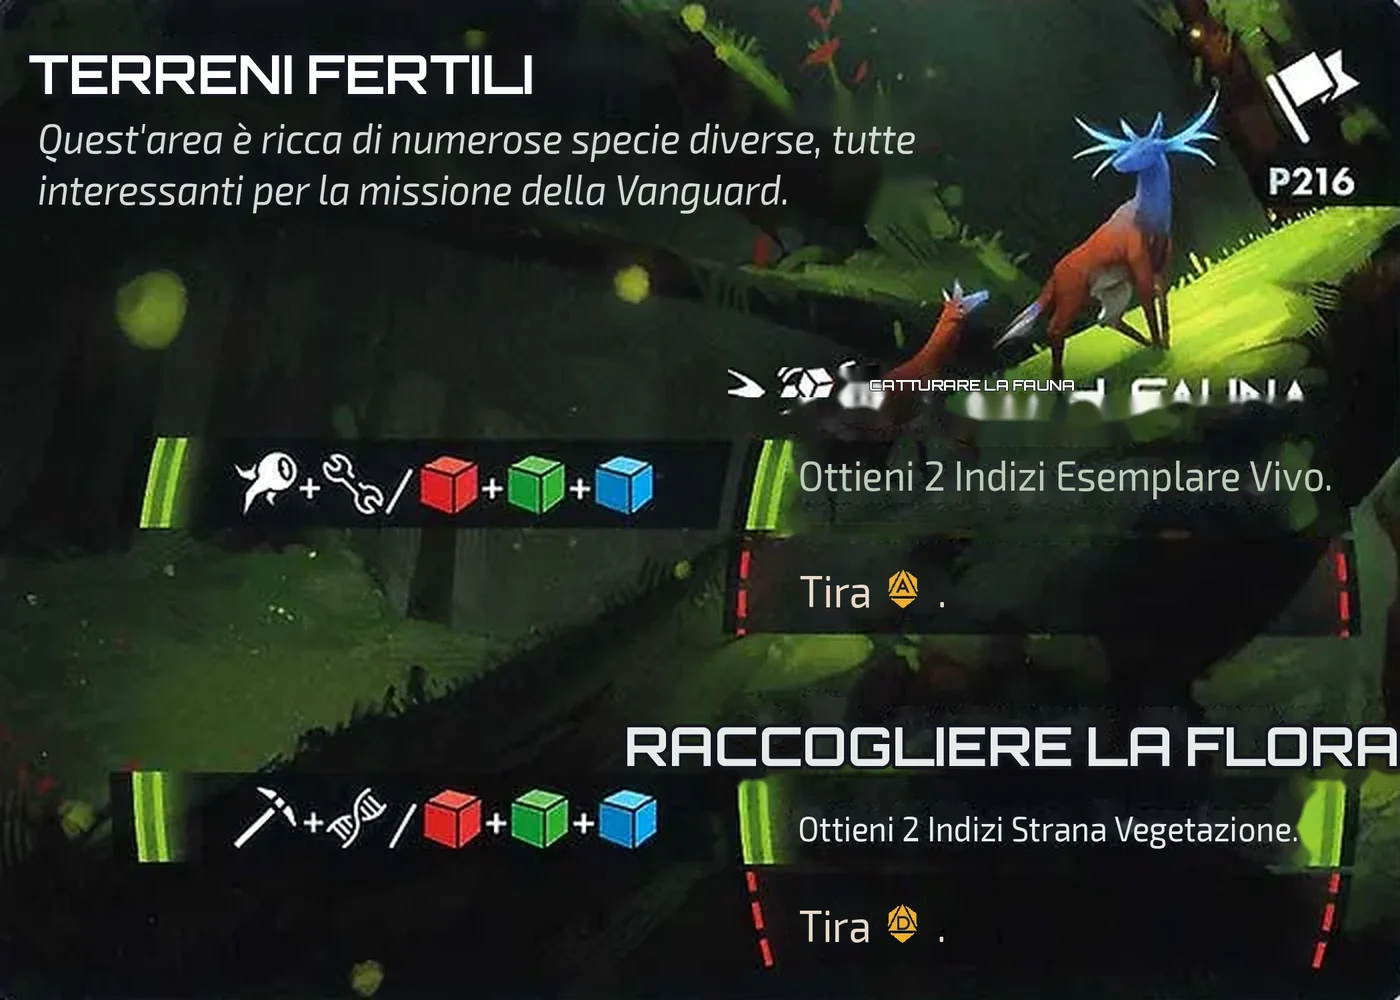 TERRENI FERTILI
Quest'area è ricca di numerose specie diverse, tutte
interessanti per la missione della Vanguard.
P216
CATTURARE LA FAUNA
FAUNA
Ottieni 2 Indizi Esemplare Vivo.
Tira A .
RACCOGLIERE LA FLORA
Ottieni 2 Indizi Strana Vegetazione.
Tira D .